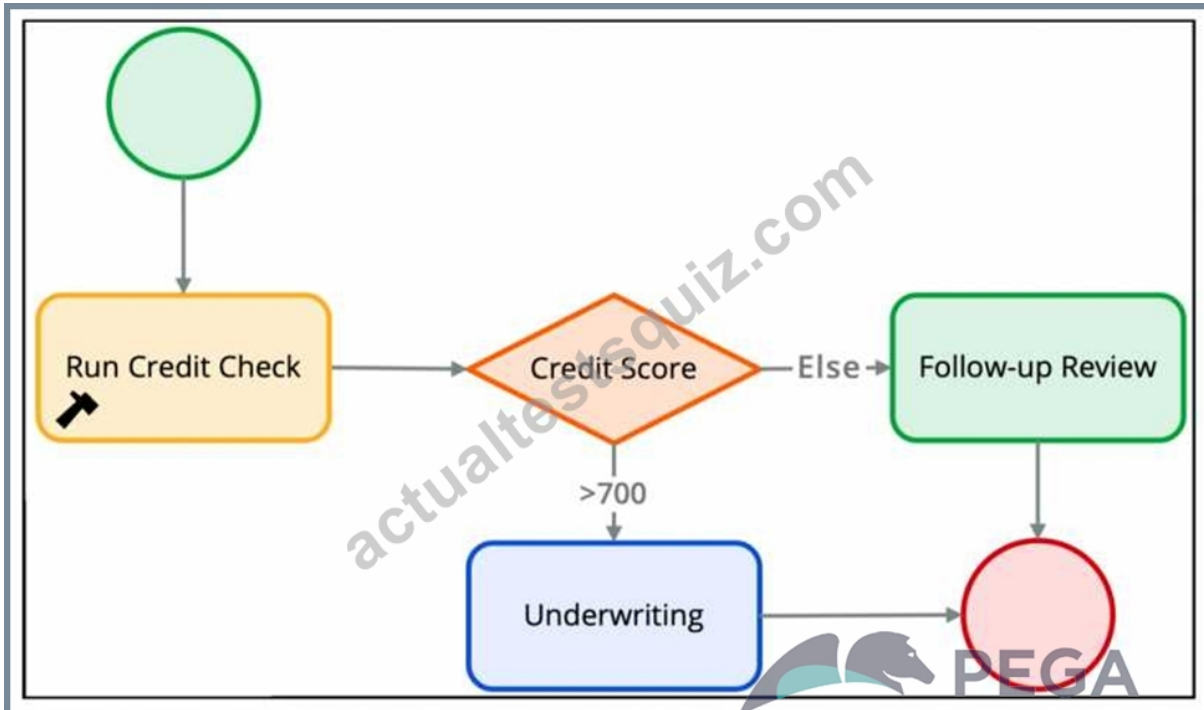 Run Credit Check
Credit Score
Else
Follow-up Review
>700
Underwriting
actualtestsquiz.com
PEGA